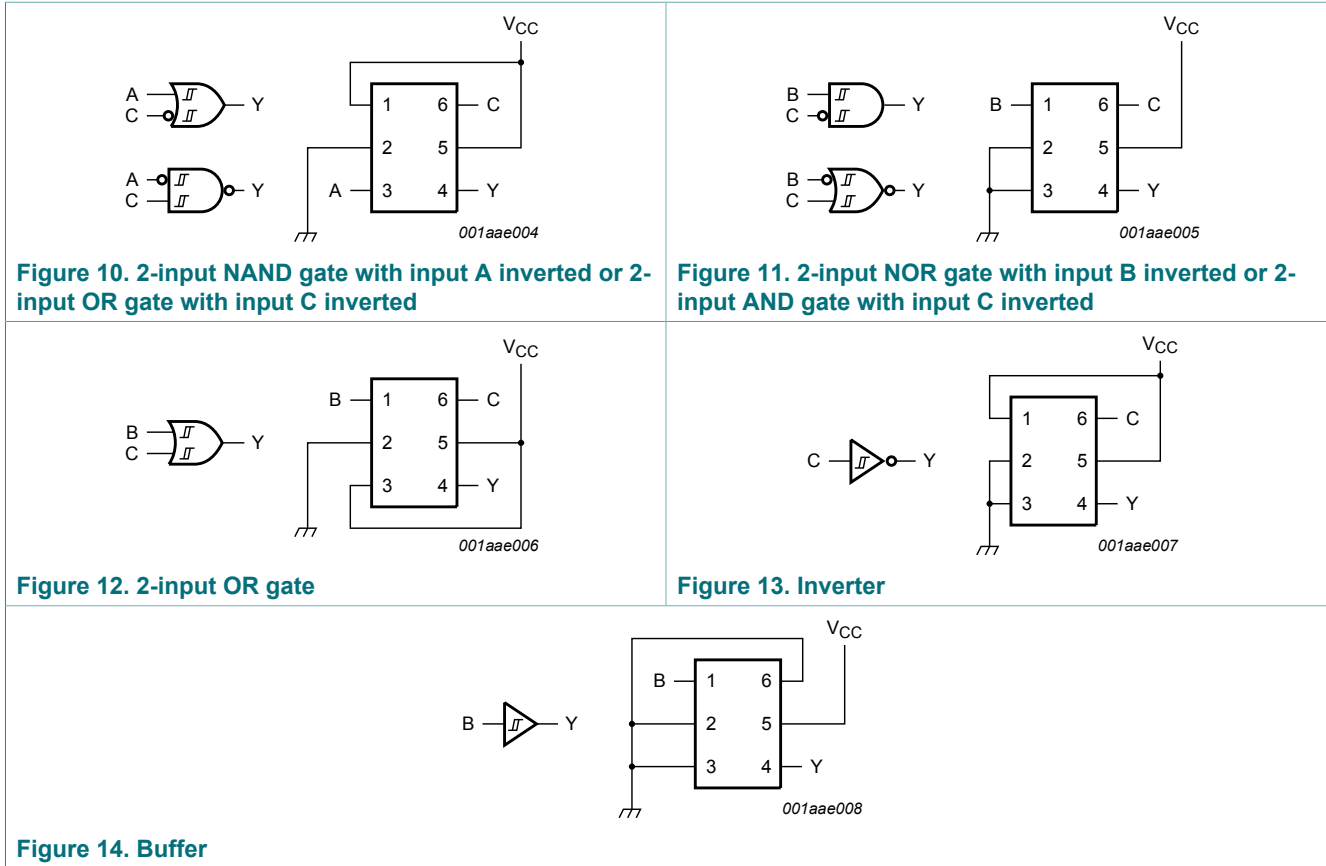 VCC
A
C
Y
A
C
Y
1 6 C
2 5
A 3 4 Y
001aae004
Figure 10. 2-input NAND gate with input A inverted or 2-
input OR gate with input C inverted
VCC
B
C
Y
B
C
Y
B 1 6 C
2 5
3 4 Y
001aae005
Figure 11. 2-input NOR gate with input B inverted or 2-
input AND gate with input C inverted
VCC
B
C
Y
B 1 6 C
2 5
3 4 Y
001aae006
Figure 12. 2-input OR gate
VCC
C Y
1 6 C
2 5
3 4 Y
001aae007
Figure 13. Inverter
VCC
B Y
B 1 6
2 5
3 4 Y
001aae008
Figure 14. Buffer